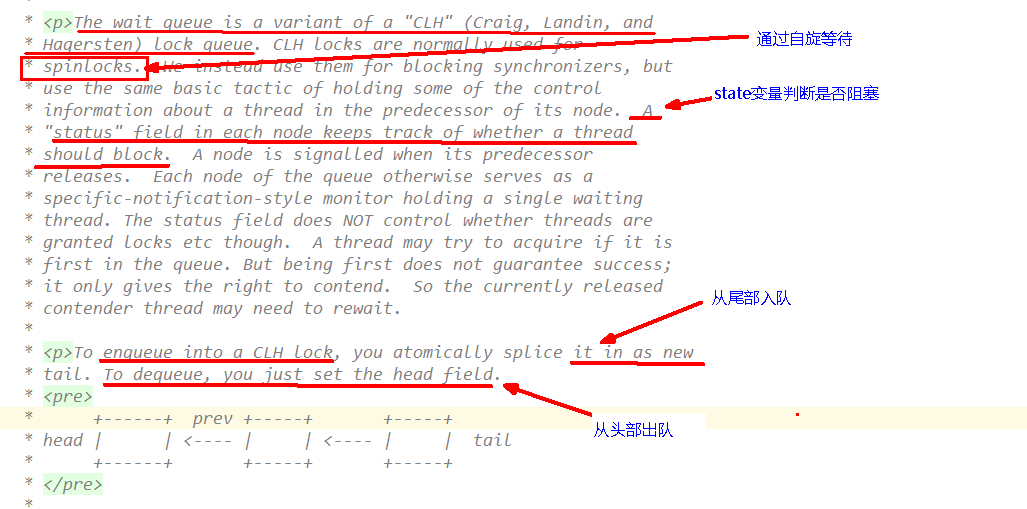 *
* <p>The wait queue is a variant of a "CLH" (Craig, Landin, and
* Hagersten) lock queue. CLH locks are normally used for
通过自旋等待
* spinlocks. We instead use them for blocking synchronizers, but
* use the same basic tactic of holding some of the control
state变量判断是否阻塞
* information about a thread in the predecessor of its node. A
* "status" field in each node keeps track of whether a thread
* should block. A node is signalled when its predecessor
* releases. Each node of the queue otherwise serves as a
* specific-notification-style monitor holding a single waiting
* thread. The status field does NOT control whether threads are
* granted locks etc though. A thread may try to acquire if it is
* first in the queue. But being first does not guarantee success;
* it only gives the right to contend. So the currently released
从尾部入队
* contender thread may need to rewait.
*
* <p>To enqueue into a CLH lock, you atomically splice it in as new
* tail. To dequeue, you just set the head field.
* <pre>
* +------+ prev +-----+ +-----+
从头部出队
* head | | <---- | | <---- | | tail
* +------+ +-----+ +-----+
* </pre>
*